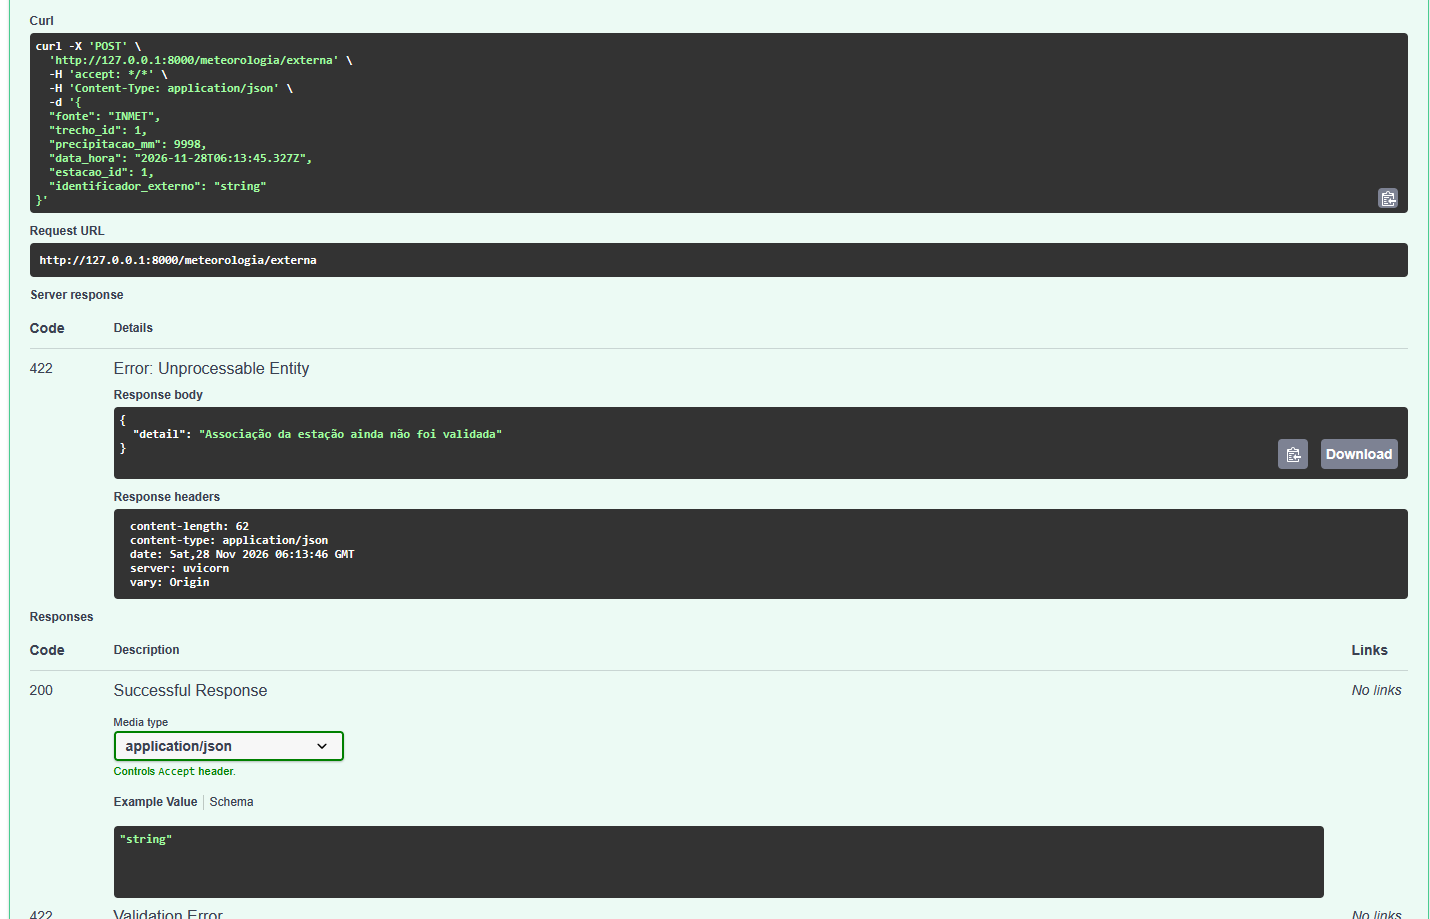 Curl
curl -X 'POST' \
'http://127.0.0.1:8000/meteorologia/externa' \
-H 'accept: */*' \
-H 'Content-Type: application/json' \
-d '{
"fonte": "INMET",
"trecho_id": 1,
"precipitacao_mm": 9998,
"data_hora": "2026-11-28T06:13:45.327Z",
"estacao_id": 1,
"identificador_externo": "string"
}'
Request URL
http://127.0.0.1:8000/meteorologia/externa
Server response
Code Details
422 Error: Unprocessable Entity
Response body
{
"detail": "Associação da estação ainda não foi validada"
}
Download
Response headers
content-length: 62
content-type: application/json
date: Sat,28 Nov 2026 06:13:46 GMT
server: uvicorn
vary: Origin
Responses
Code Description Links
200 Successful Response No links
Media type
application/json
Controls Accept header.
Example Value Schema
"string"
422 Validation Error No links